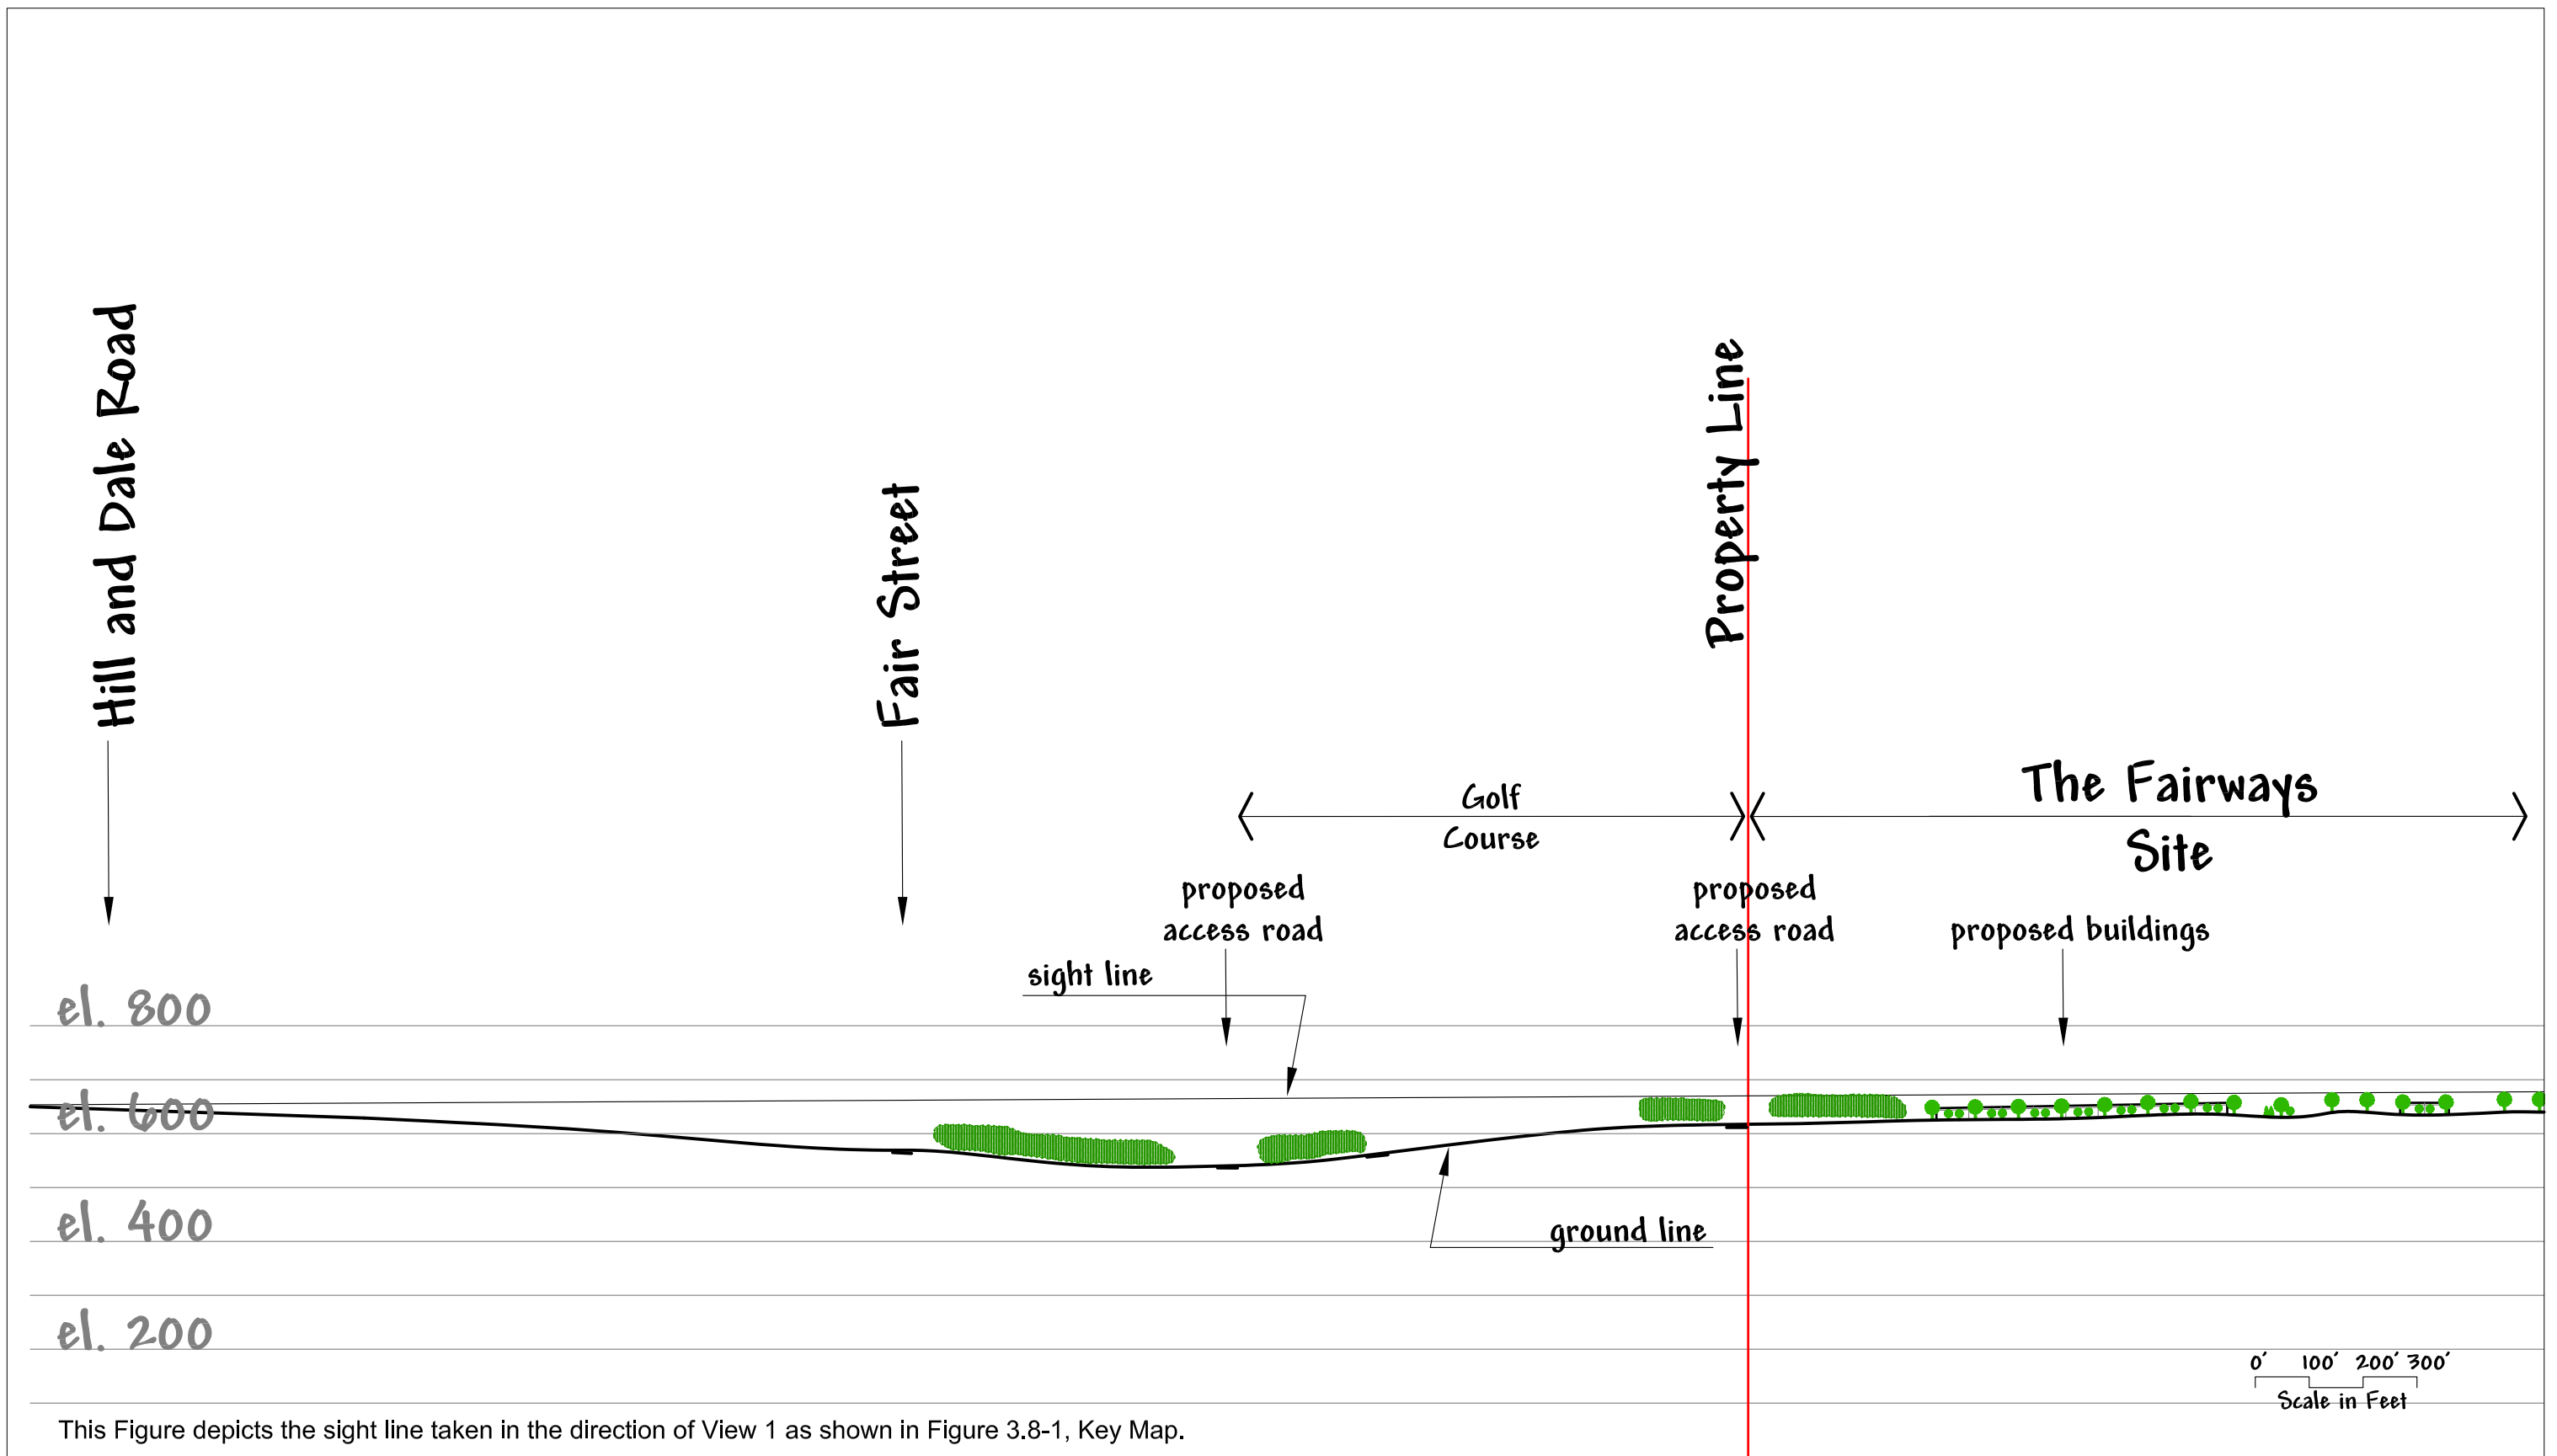 Hill and Dale Road
Fair Street
Property Line
Golf
Course
The Fairways
Site
proposed
access road
proposed
access road
proposed buildings
sight line
el. 800
el. 600
el. 400
ground line
el. 200
0' 100' 200' 300'
Scale in Feet
This Figure depicts the sight line taken in the direction of View 1 as shown in Figure 3.8-1, Key Map.